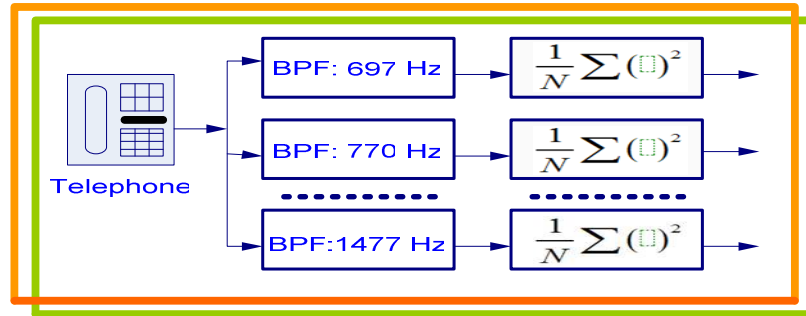 BPF: 697 Hz
1/N ∑ (⬚)²
BPF: 770 Hz
1/N ∑ (⬚)²
Telephone
BPF:1477 Hz
1/N ∑ (⬚)²